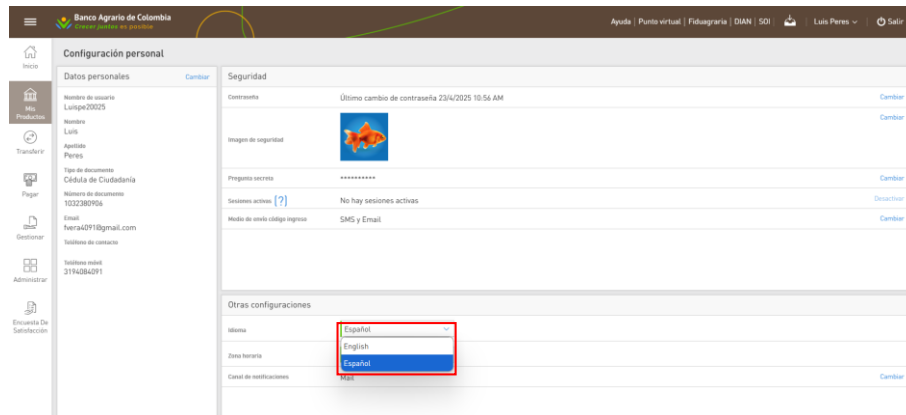 Banco Agrario de Colombia
Crecer juntos es posible
Ayuda | Punto virtual | Fiduagraria | DIAN | SOI | Luis Peres | Salir
Inicio
Mis Productos
Transferir
Pagar
Gestionar
Administrar
Encuesta De Satisfacción
Configuración personal
Datos personales Cambiar
Nombre de usuario
Luispe20025
Nombre
Luis
Apellido
Peres
Tipo de documento
Cédula de Ciudadanía
Número de documento
1032380906
Email
fvera4091@gmail.com
Teléfono de contacto
Teléfono móvil
3194084091
Seguridad
Contraseña Último cambio de contraseña 23/4/2025 10:56 AM Cambiar
Imagen de seguridad Cambiar
Pregunta secreta ********** Cambiar
Sesiones activas [?] No hay sesiones activas Desactivar
Medio de envío código ingreso SMS y Email Cambiar
Otras configuraciones
Idioma Español
English
Español
Zona horaria
Canal de notificaciones Mail Cambiar